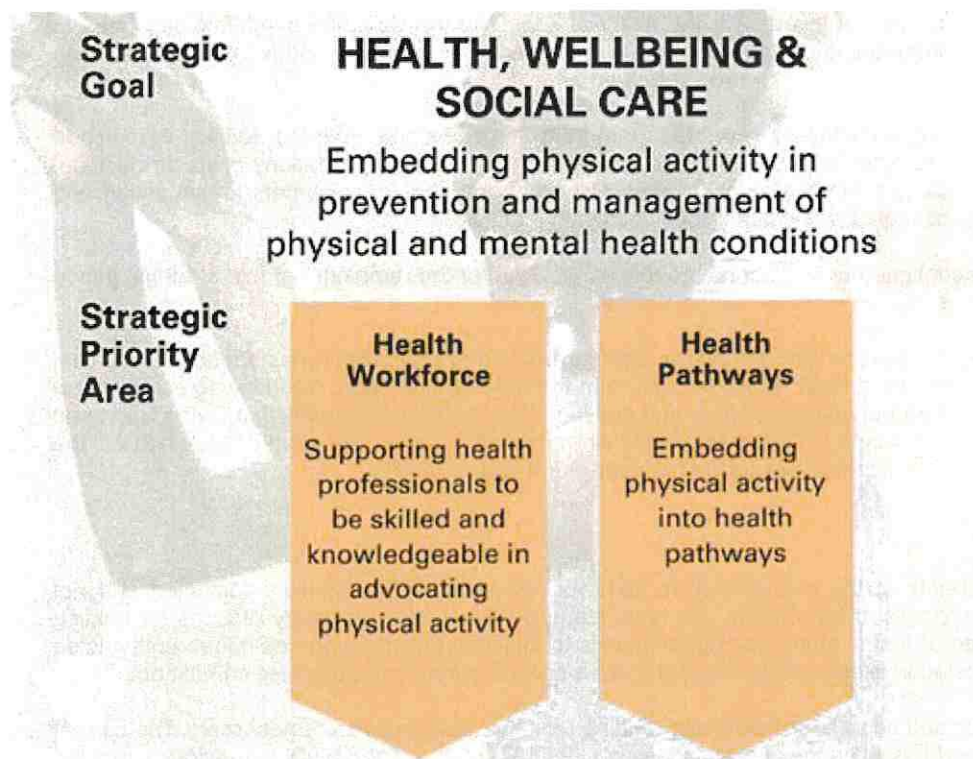 Strategic
Goal
HEALTH, WELLBEING &
SOCIAL CARE
Embedding physical activity in
prevention and management of
physical and mental health conditions
Strategic
Priority
Area
Health
Workforce
Supporting health
professionals to
be skilled and
knowledgeable in
advocating
physical activity
Health
Pathways
Embedding
physical activity
into health
pathways